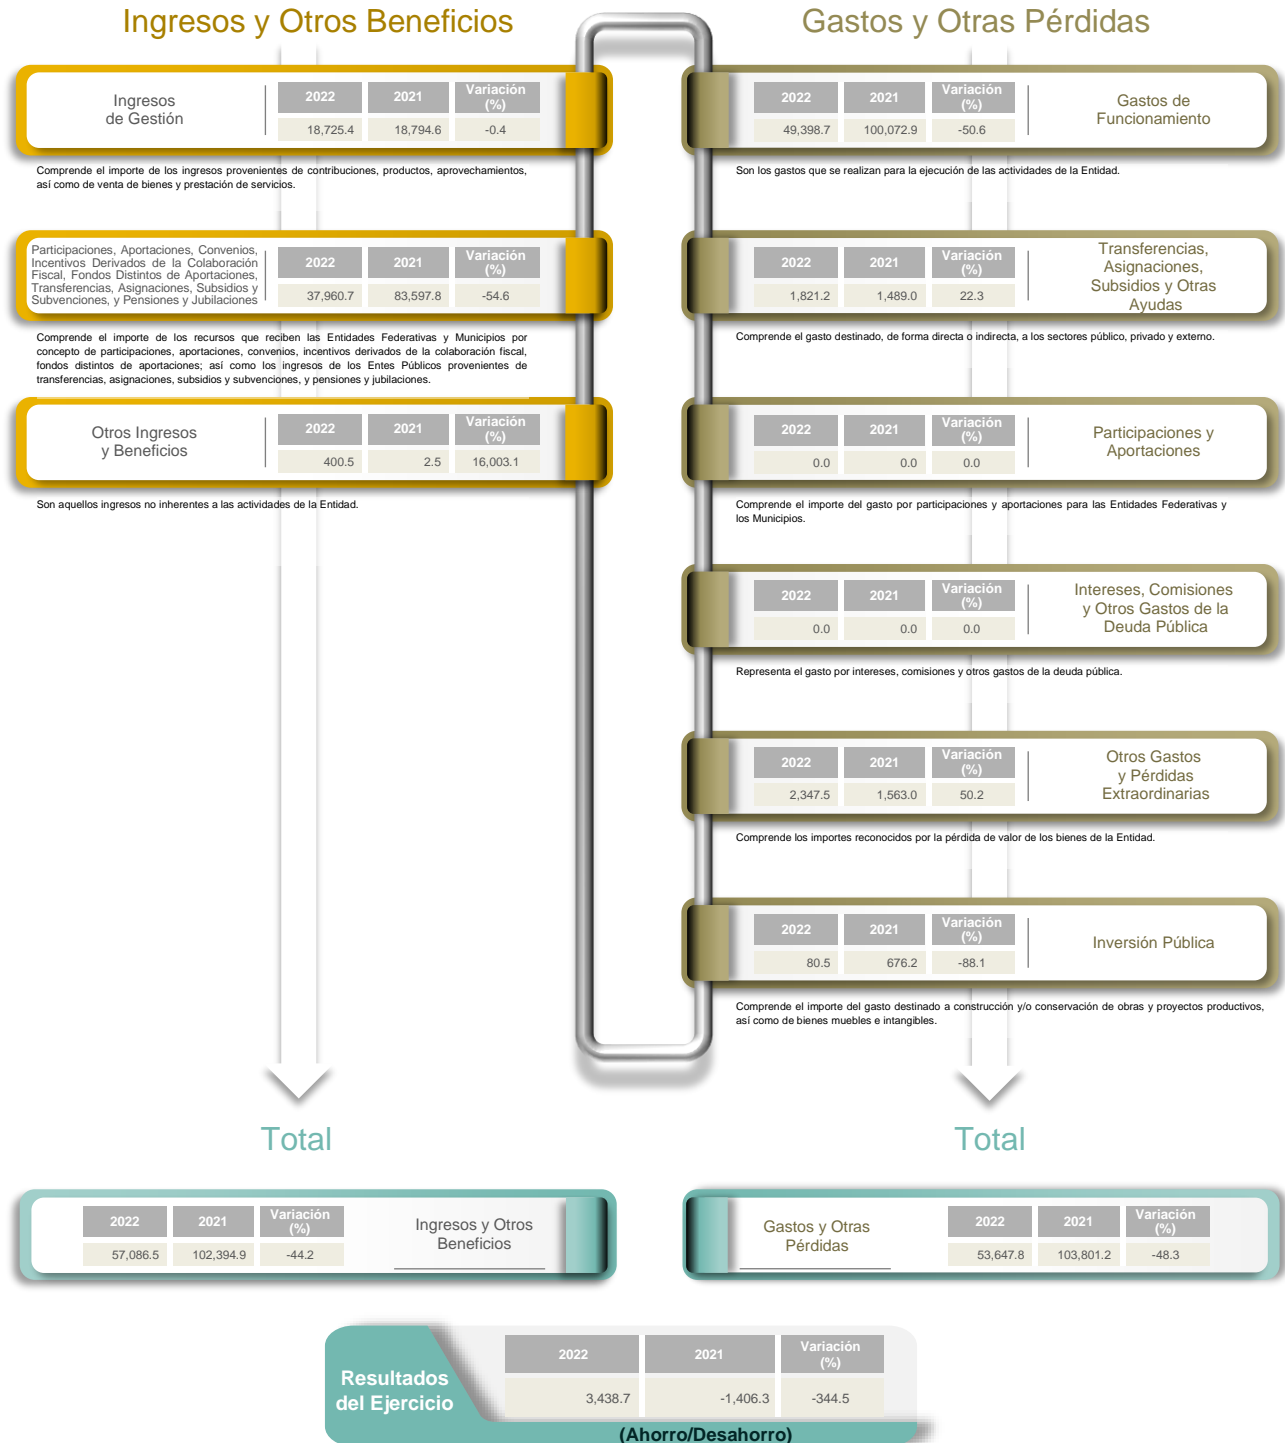 Ingresos y Otros Beneficios
Ingresos
de Gestión
2022 2021 Variación
(%)
18,725.4 18,794.6 -0.4
Comprende el importe de los ingresos provenientes de contribuciones, productos, aprovechamientos,
así como de venta de bienes y prestación de servicios.
Participaciones, Aportaciones, Convenios,
Incentivos Derivados de la Colaboración
Fiscal, Fondos Distintos de Aportaciones,
Transferencias, Asignaciones, Subsidios y
Subvenciones, y Pensiones y Jubilaciones
2022 2021 Variación
(%)
37,960.7 83,597.8 -54.6
Comprende el importe de los recursos que reciben las Entidades Federativas y Municipios por
concepto de participaciones, aportaciones, convenios, incentivos derivados de la colaboración fiscal,
fondos distintos de aportaciones; así como los ingresos de los Entes Públicos provenientes de
transferencias, asignaciones, subsidios y subvenciones, y pensiones y jubilaciones.
Otros Ingresos
y Beneficios
2022 2021 Variación
(%)
400.5 2.5 16,003.1
Son aquellos ingresos no inherentes a las actividades de la Entidad.
Gastos y Otras Pérdidas
2022 2021 Variación
(%)
49,398.7 100,072.9 -50.6
Gastos de
Funcionamiento
Son los gastos que se realizan para la ejecución de las actividades de la Entidad.
2022 2021 Variación
(%)
1,821.2 1,489.0 22.3
Transferencias,
Asignaciones,
Subsidios y Otras
Ayudas
Comprende el gasto destinado, de forma directa o indirecta, a los sectores público, privado y externo.
2022 2021 Variación
(%)
0.0 0.0 0.0
Participaciones y
Aportaciones
Comprende el importe del gasto por participaciones y aportaciones para las Entidades Federativas y
los Municipios.
2022 2021 Variación
(%)
0.0 0.0 0.0
Intereses, Comisiones
y Otros Gastos de la
Deuda Pública
Representa el gasto por intereses, comisiones y otros gastos de la deuda pública.
2022 2021 Variación
(%)
2,347.5 1,563.0 50.2
Otros Gastos
y Pérdidas
Extraordinarias
Comprende los importes reconocidos por la pérdida de valor de los bienes de la Entidad.
2022 2021 Variación
(%)
80.5 676.2 -88.1
Inversión Pública
Comprende el importe del gasto destinado a construcción y/o conservación de obras y proyectos productivos,
así como de bienes muebles e intangibles.
Total
2022 2021 Variación
(%)
57,086.5 102,394.9 -44.2
Ingresos y Otros
Beneficios
Total
Gastos y Otras
Pérdidas
2022 2021 Variación
(%)
53,647.8 103,801.2 -48.3
Resultados
del Ejercicio
2022 2021 Variación
(%)
3,438.7 -1,406.3 -344.5
(Ahorro/Desahorro)